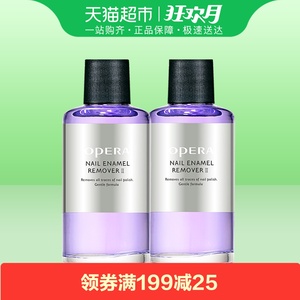 天猫超市 狂欢月
一站购齐·正品保障·极速送达
OPERA
NAIL ENAMEL
REMOVER II
Removes all traces of nail polish.
Gentle formula
OPERA
NAIL ENAMEL
REMOVER II
Removes all traces of nail polish.
Gentle formula
领券满199减25